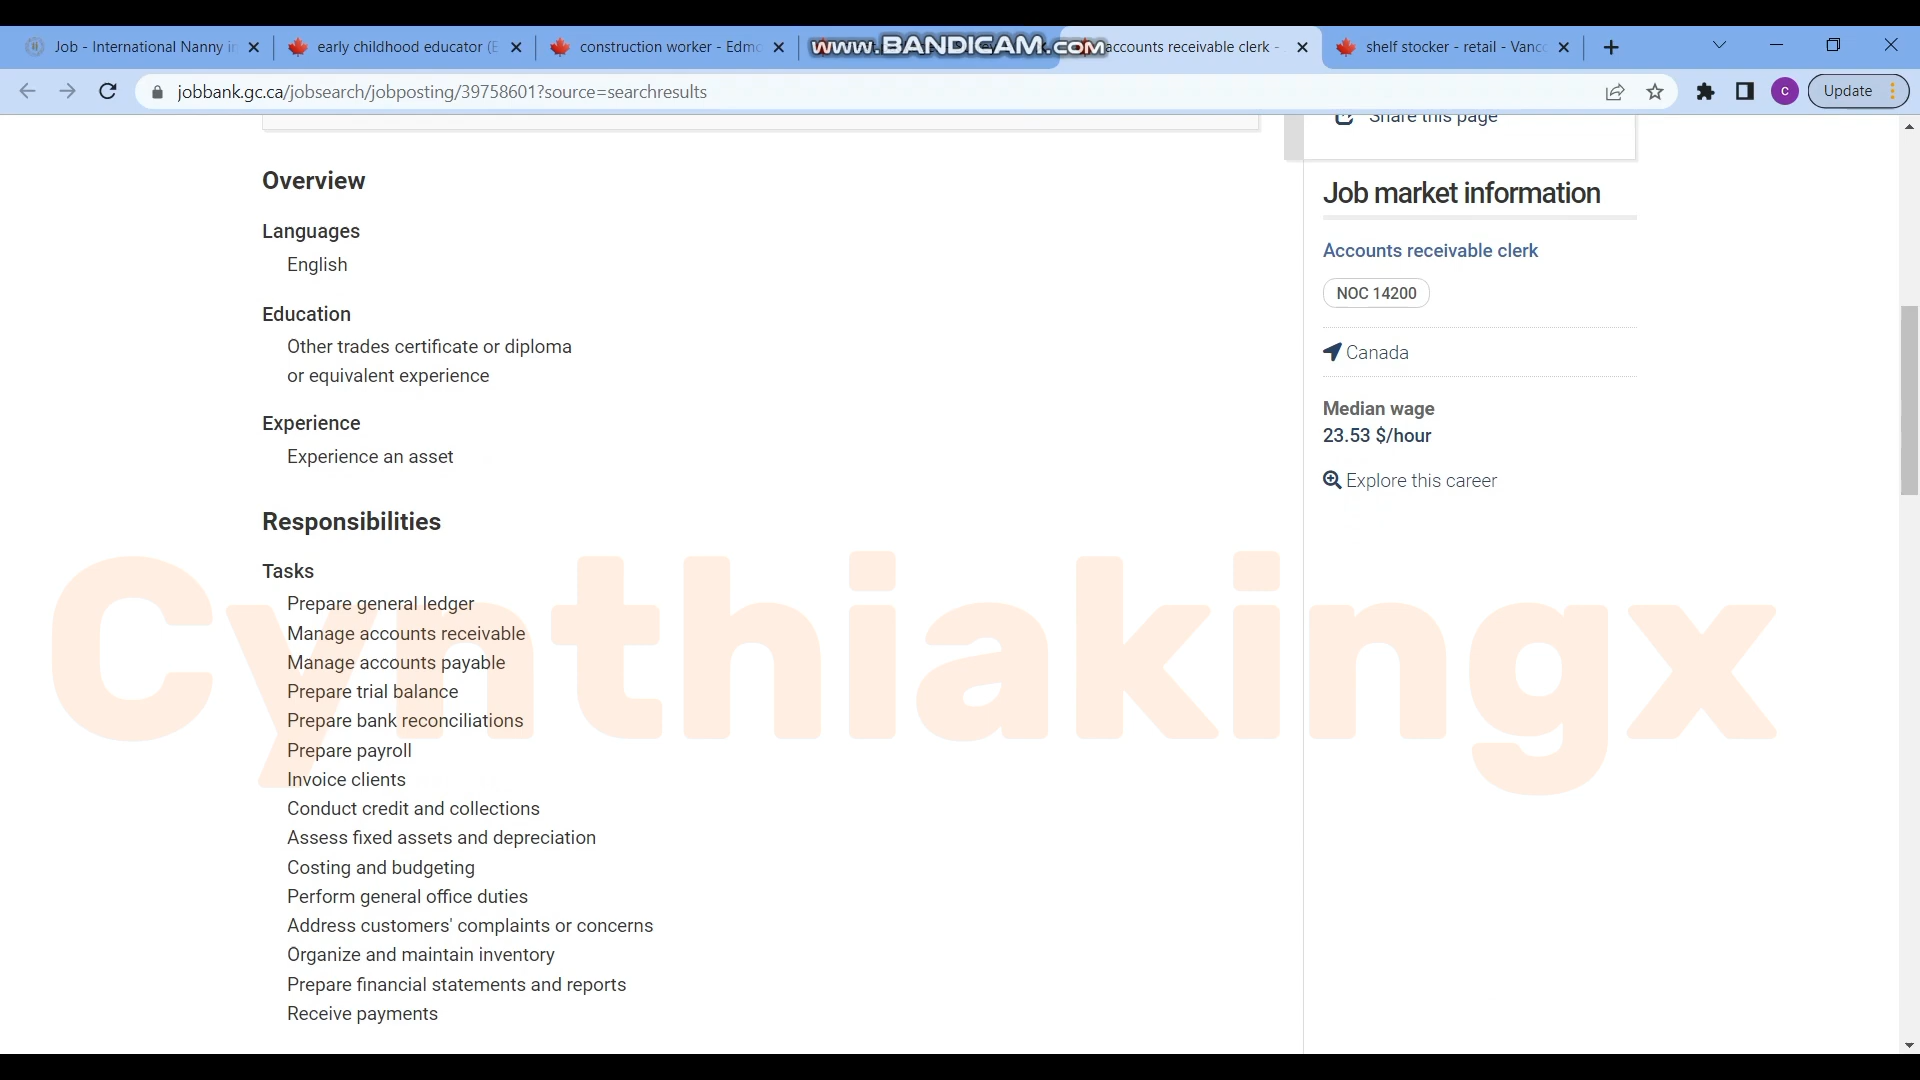 Job - International Nanny in
early childhood educator (E
construction worker - Edmo
www.BANDICAM.com
accounts receivable clerk -
shelf stocker - retail - Vanco
jobbank.gc.ca/jobsearch/jobposting/39758601?source=searchresults
C
Update
Share this page
Overview
Languages
English
Education
Other trades certificate or diploma
or equivalent experience
Experience
Experience an asset
Responsibilities
Tasks
Prepare general ledger
Manage accounts receivable
Manage accounts payable
Prepare trial balance
Prepare bank reconciliations
Prepare payroll
Invoice clients
Conduct credit and collections
Assess fixed assets and depreciation
Costing and budgeting
Perform general office duties
Address customers' complaints or concerns
Organize and maintain inventory
Prepare financial statements and reports
Receive payments
Job market information
Accounts receivable clerk
NOC 14200
Canada
Median wage
23.53 $/hour
Explore this career
Cynthiakingx